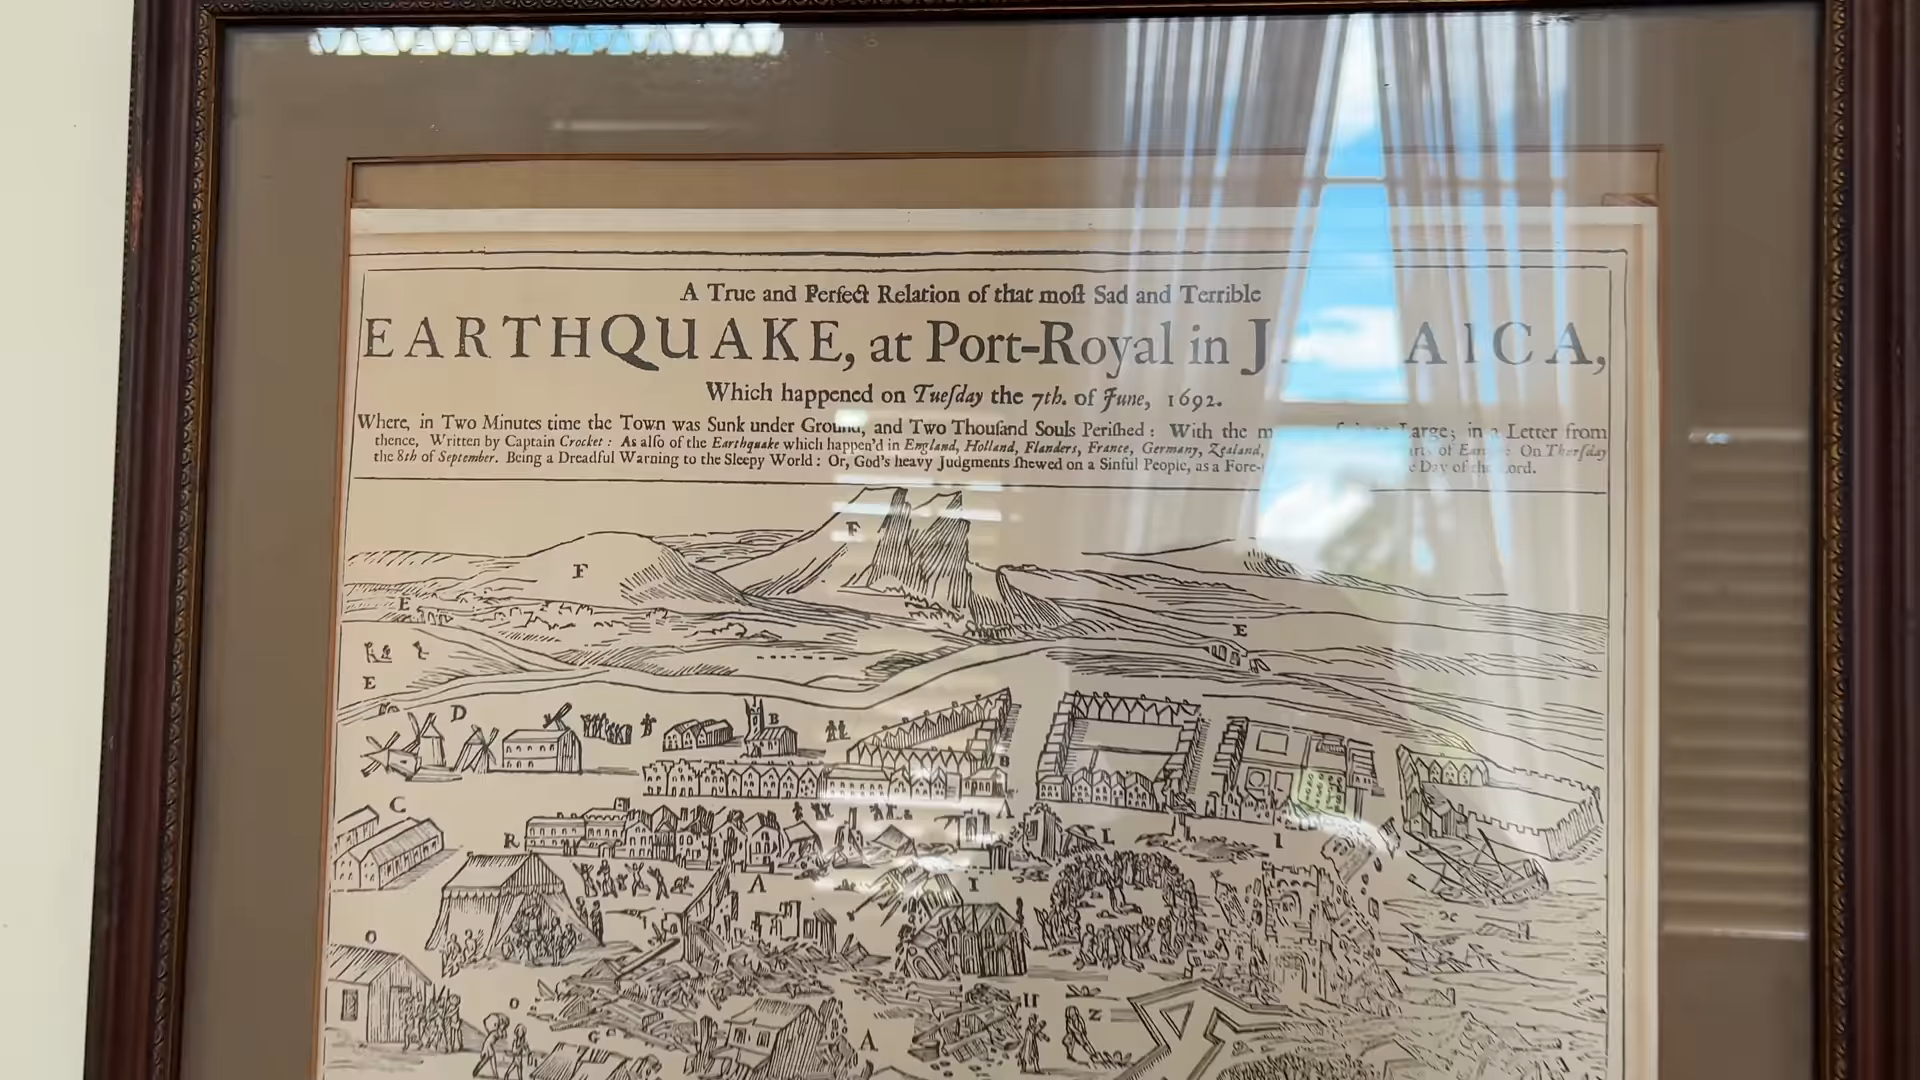 A True and Perfect Relation of that moſt Sad and Terrible
EARTHQUAKE, at Port-Royal in J AICA,
Which happened on Tueſday the 7th. of June, 1692.
Where, in Two Minutes time the Town was Sunk under Ground, and Two Thouſand Souls Periſhed: With the m Large; in a Letter from
thence, Written by Captain Crocket: As alſo of the Earthquake which happen'd in England, Holland, Flanders, France, Germany, Zealand, of : On Thurſday
the 8th of September. Being a Dreadful Warning to the Sleepy World: Or, God's heavy Judgments ſhewed on a Sinful People, as a Fore- Day of the Lord.
F
F
E
E
E
D
B
B
C
A
R
L
I
A
I
O
O
H
Z
G
A